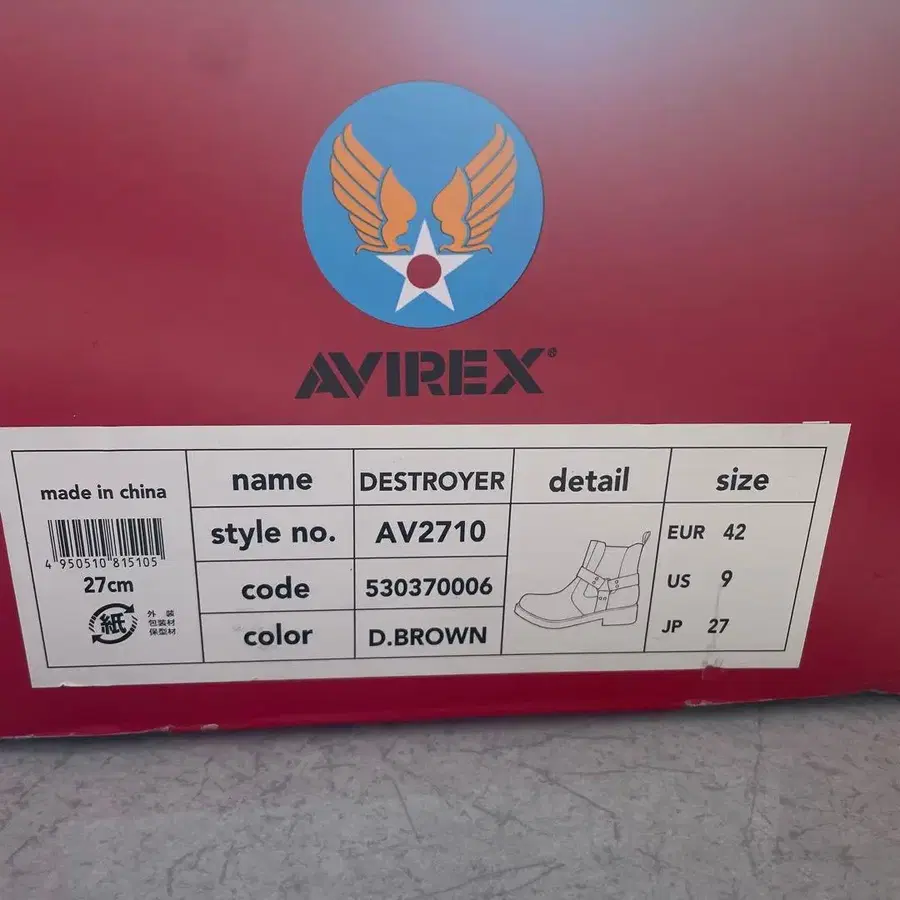 AVIREX®
made in china
4 950510 815105
27cm
紙
外 装
包装材
保型材
name DESTROYER
style no. AV2710
code 530370006
color D.BROWN
detail
size
EUR 42
US 9
JP 27